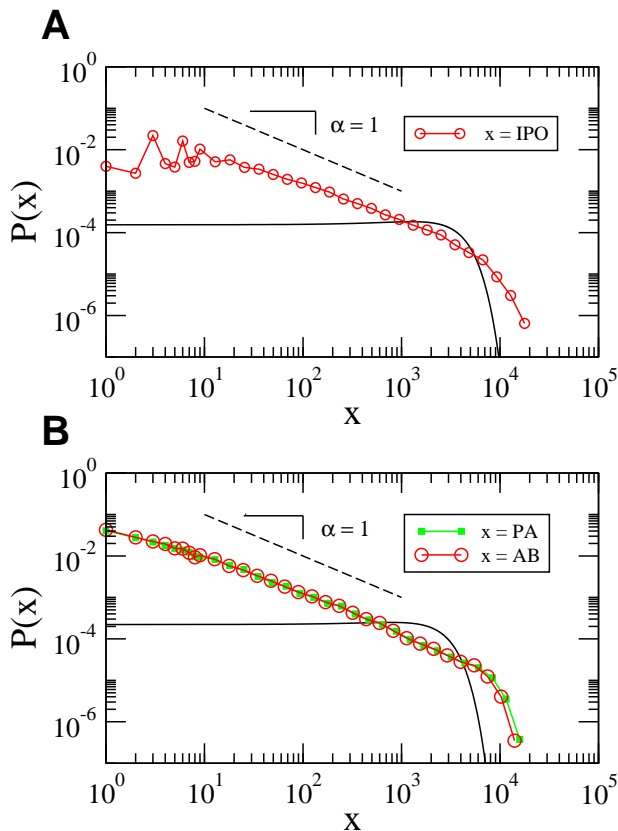 A
10^0
10^-2
10^-4
10^-6
P(x)
α = 1
x = IPO
10^0 10^1 10^2 10^3 10^4 10^5
x
B
10^0
10^-2
10^-4
10^-6
P(x)
α = 1
x = PA
x = AB
10^0 10^1 10^2 10^3 10^4 10^5
x